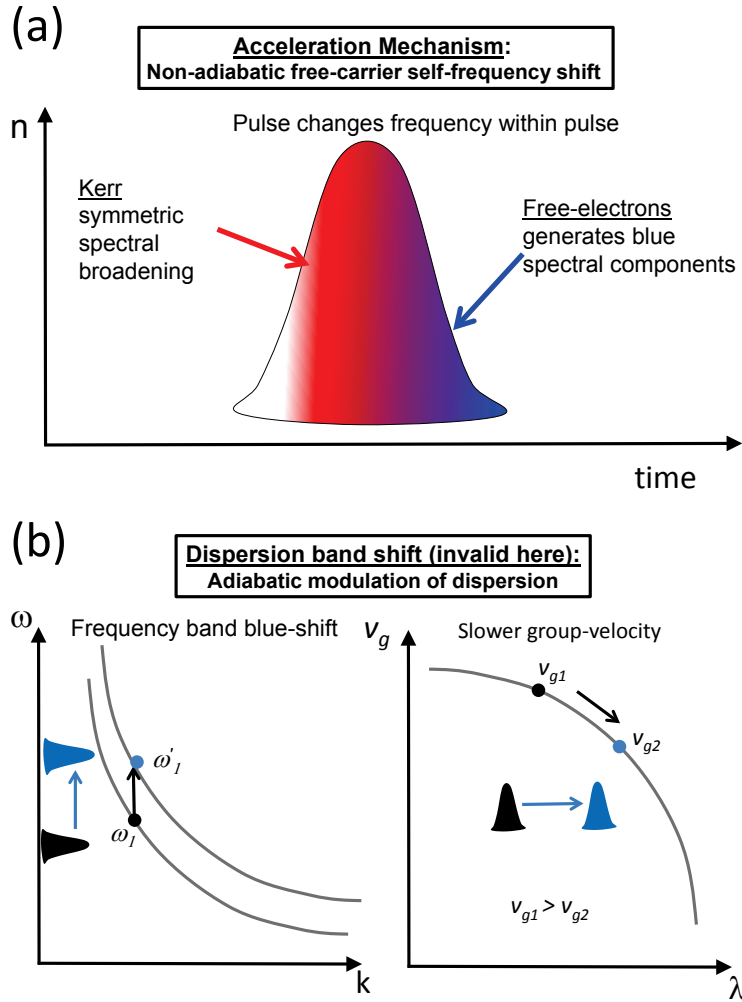 (a)
Acceleration Mechanism:
Non-adiabatic free-carrier self-frequency shift
n
Pulse changes frequency within pulse
Kerr
symmetric
spectral
broadening
Free-electrons
generates blue
spectral components
time
(b)
Dispersion band shift (invalid here):
Adiabatic modulation of dispersion
ω
Frequency band blue-shift
ω'1
ω1
k
vg
Slower group-velocity
vg1
vg2
vg1 > vg2
λ